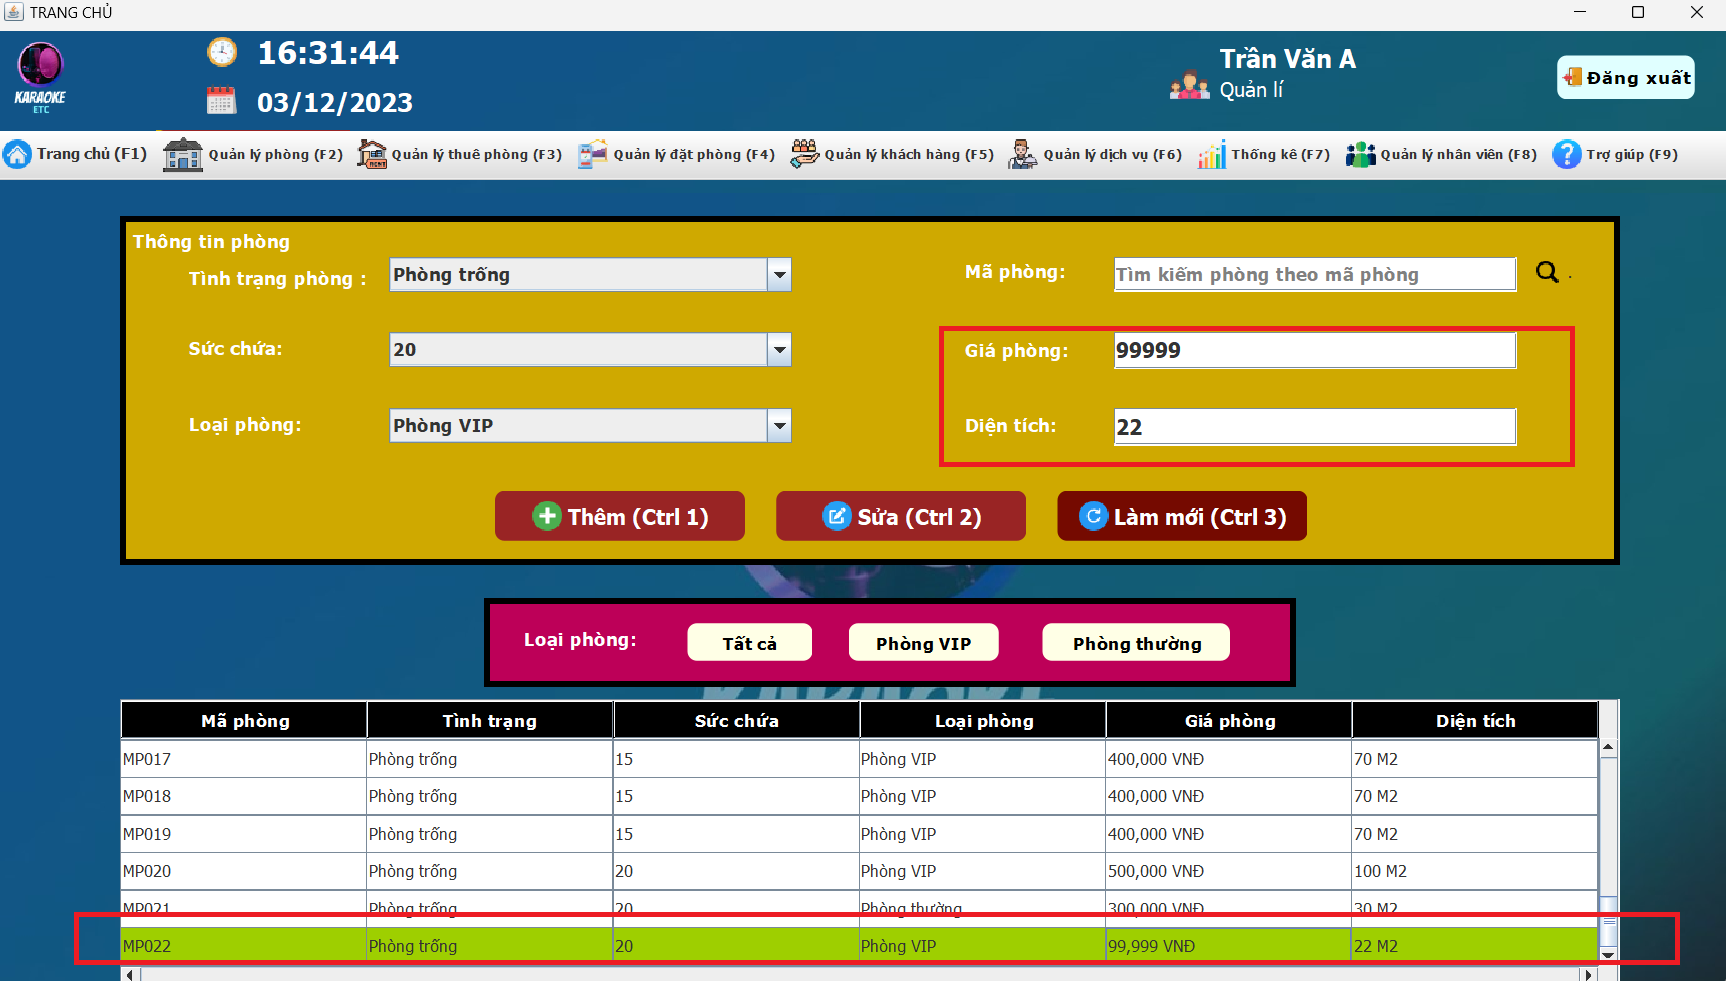 TRANG CHỦ
KARAOKE
ETC
16:31:44
03/12/2023
Trần Văn A
Quản lí
Đăng xuất
Trang chủ (F1)
Quản lý phòng (F2)
Quản lý thuê phòng (F3)
Quản lý đặt phòng (F4)
Quản lý khách hàng (F5)
Quản lý dịch vụ (F6)
Thống kê (F7)
Quản lý nhân viên (F8)
Trợ giúp (F9)
Thông tin phòng
Tình trạng phòng : Phòng trống
Mã phòng: Tìm kiếm phòng theo mã phòng .
Sức chứa: 20
Giá phòng: 99999
Loại phòng: Phòng VIP
Diện tích: 22
Thêm (Ctrl 1)
Sửa (Ctrl 2)
Làm mới (Ctrl 3)
Loại phòng: Tất cả Phòng VIP Phòng thường
KARAOKE
Mã phòng Tình trạng Sức chứa Loại phòng Giá phòng Diện tích
MP017 Phòng trống 15 Phòng VIP 400,000 VNĐ 70 M2
MP018 Phòng trống 15 Phòng VIP 400,000 VNĐ 70 M2
MP019 Phòng trống 15 Phòng VIP 400,000 VNĐ 70 M2
MP020 Phòng trống 20 Phòng VIP 500,000 VNĐ 100 M2
MP021 Phòng trống 20 Phòng thường 300,000 VNĐ 30 M2
MP022 Phòng trống 20 Phòng VIP 99,999 VNĐ 22 M2